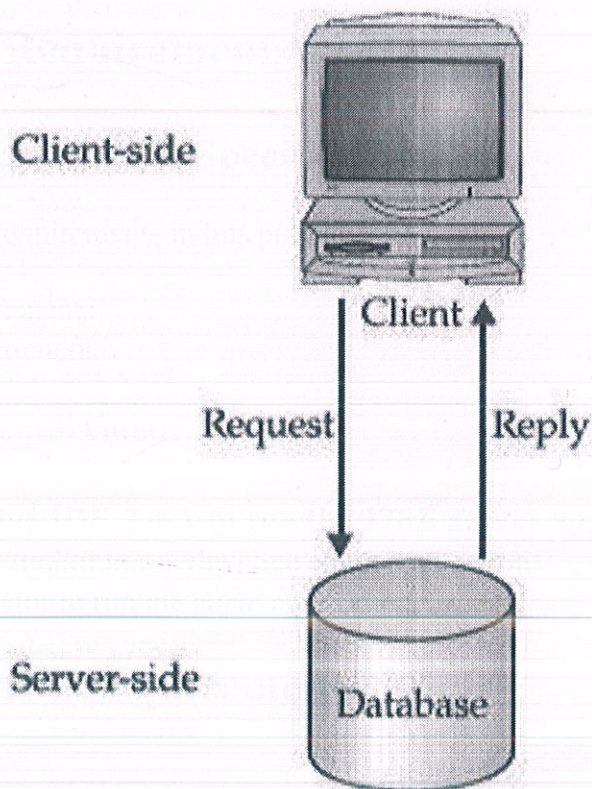 Client-side
Client
Request
Reply
Server-side
Database